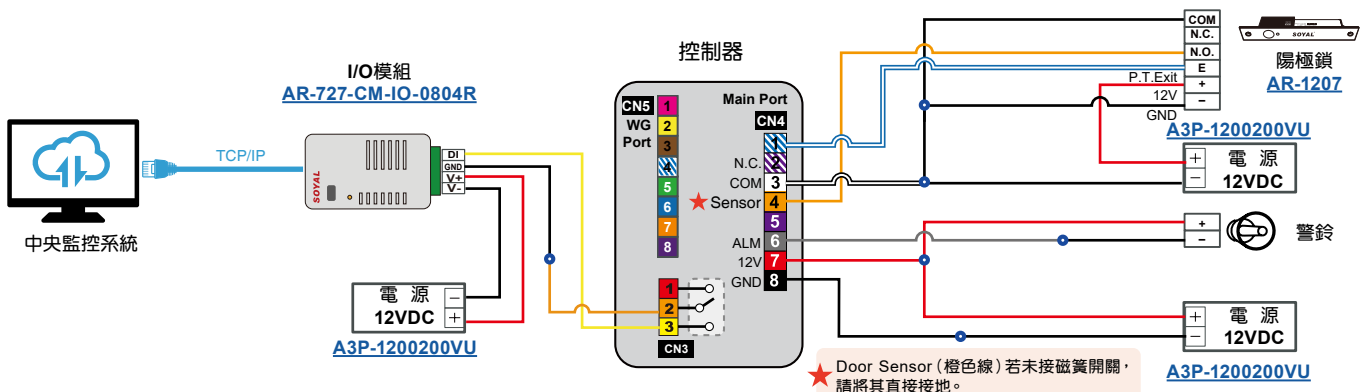 中央監控系統
TCP/IP
I/O模組
AR-727-CM-IO-0804R
SOYAL
DI
GND
V+
V-
電 源
12VDC
−
+
A3P-1200200VU
控制器
CN5
WG
Port
1
2
3
4
5
6
7
8
Main Port
CN4
1
N.C. 2
COM 3
★ Sensor 4
5
ALM 6
12V 7
GND 8
1
2
3
CN3
COM
N.C.
N.O.
E
+
−
P.T.Exit
12V
GND
SOYAL
陽極鎖
AR-1207
A3P-1200200VU
+
−
電 源
12VDC
+
−
警鈴
+
−
電 源
12VDC
A3P-1200200VU
★ Door Sensor（橙色線）若未接磁簧開關，
請將其直接接地。